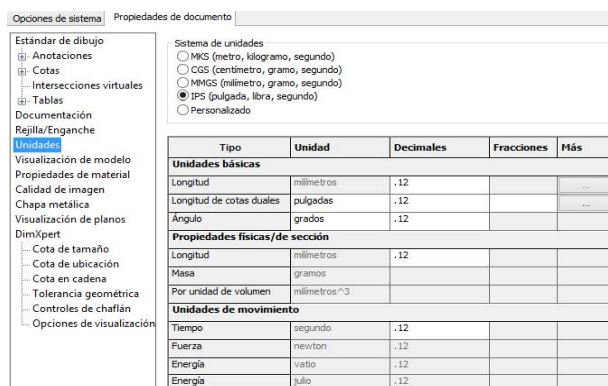 Opciones de sistema Propiedades de documento
Estándar de dibujo
Anotaciones
Cotas
Intersecciones virtuales
Tablas
Documentación
Rejilla/Enganche
Unidades
Visualización de modelo
Propiedades de material
Calidad de imagen
Chapa metálica
Visualización de planos
DimXpert
Cota de tamaño
Cota de ubicación
Cota en cadena
Tolerancia geométrica
Controles de chaflán
Opciones de visualización
Sistema de unidades
MKS (metro, kilogramo, segundo)
CGS (centímetro, gramo, segundo)
MMGS (milímetro, gramo, segundo)
IPS (pulgada, libra, segundo)
Personalizado
Tipo Unidad Decimales Fracciones Más
Unidades básicas
Longitud milímetros .12 ...
Longitud de cotas duales pulgadas .12 ...
Ángulo grados .12
Propiedades físicas/de sección
Longitud milímetros .12
Masa gramos
Por unidad de volumen milímetros^3
Unidades de movimiento
Tiempo segundo .12
Fuerza newton .12
Energía vatio .12
Energía julio .12